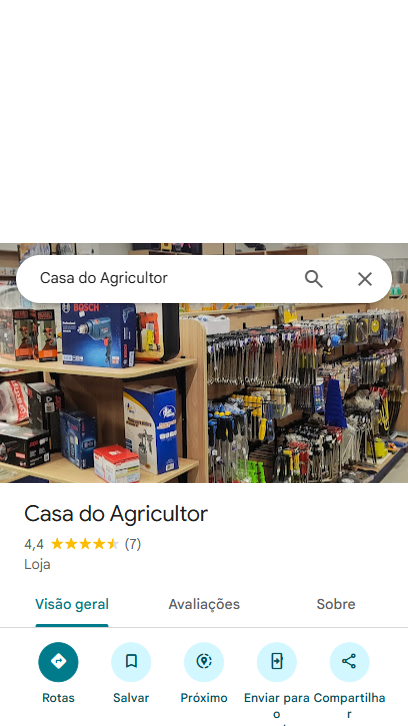 Casa do Agricultor
BOSCH
Casa do Agricultor
4,4 (7)
Loja
Visão geral Avaliações Sobre
Rotas Salvar Próximo Enviar para o Compartilhar